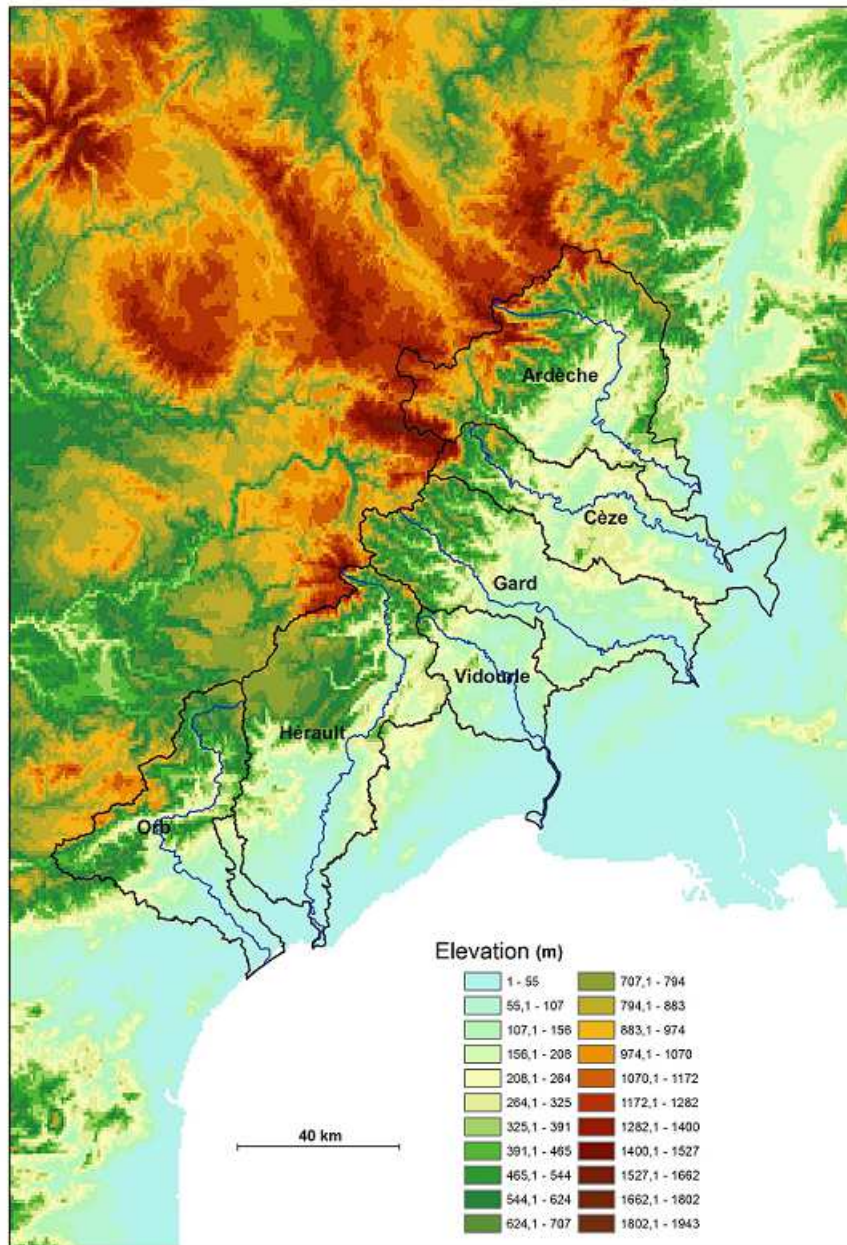 Ardèche
Cèze
Gard
Vidourle
Hérault
Orb
Elevation (m)
1 - 55
55,1 - 107
107,1 - 156
156,1 - 208
208,1 - 264
264,1 - 325
325,1 - 391
391,1 - 465
465,1 - 544
544,1 - 624
624,1 - 707
707,1 - 794
794,1 - 883
883,1 - 974
974,1 - 1070
1070,1 - 1172
1172,1 - 1282
1282,1 - 1400
1400,1 - 1527
1527,1 - 1662
1662,1 - 1802
1802,1 - 1943
40 km